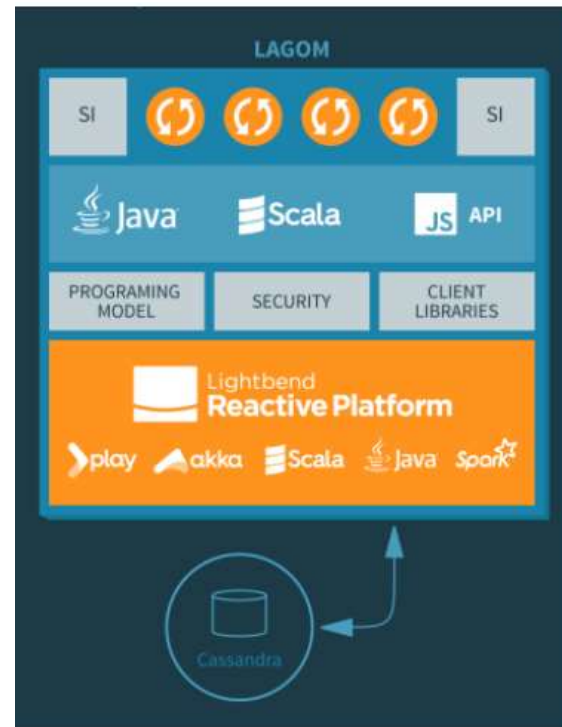 LAGOM
SI
SI
Java
Scala
JS API
PROGRAMING
MODEL
SECURITY
CLIENT
LIBRARIES
Lightbend
Reactive Platform
play akka Scala Java Spark
Cassandra